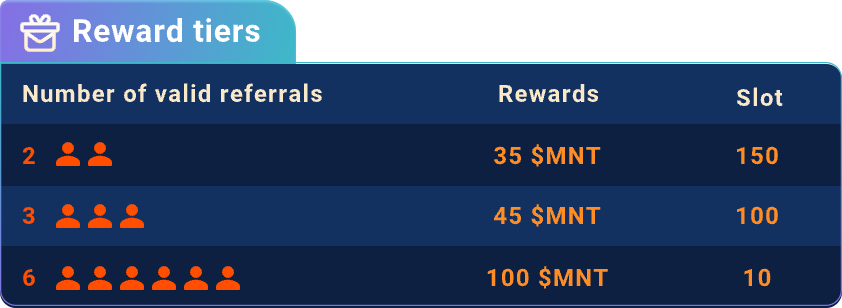 Reward tiers
Number of valid referrals Rewards Slot
2 35 $MNT 150
3 45 $MNT 100
6 100 $MNT 10